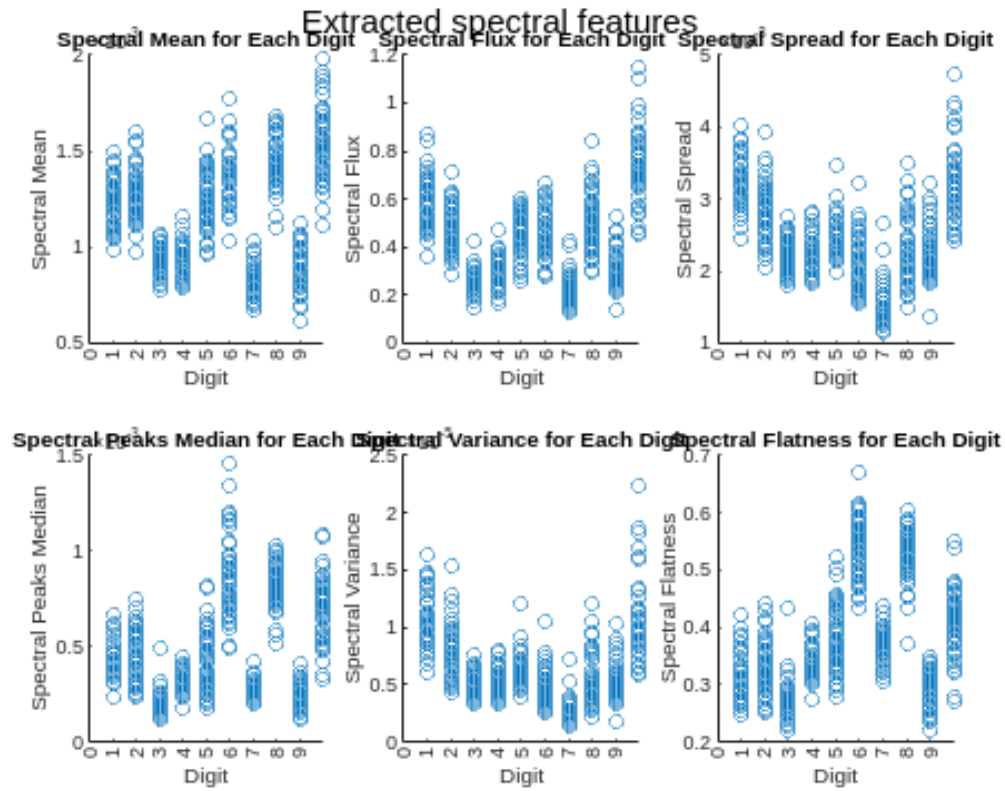 Extracted spectral features
Spectral Mean for Each Digit
Spectral Flux for Each Digit
Spectral Spread for Each Digit
2
1.5
1
0.5
Spectral Mean
0 1 2 3 4 5 6 7 8 9
Digit
1.2
1
0.8
0.6
0.4
0.2
0
Spectral Flux
0 1 2 3 4 5 6 7 8 9
Digit
5
4
3
2
1
Spectral Spread
0 1 2 3 4 5 6 7 8 9
Digit
Spectral Peaks Median for Each Digit
Spectral Variance for Each Digit
Spectral Flatness for Each Digit
1.5
1
0.5
0
Spectral Peaks Median
0 1 2 3 4 5 6 7 8 9
Digit
2.5
2
1.5
1
0.5
0
Spectral Variance
0 1 2 3 4 5 6 7 8 9
Digit
0.7
0.6
0.5
0.4
0.3
0.2
Spectral Flatness
0 1 2 3 4 5 6 7 8 9
Digit